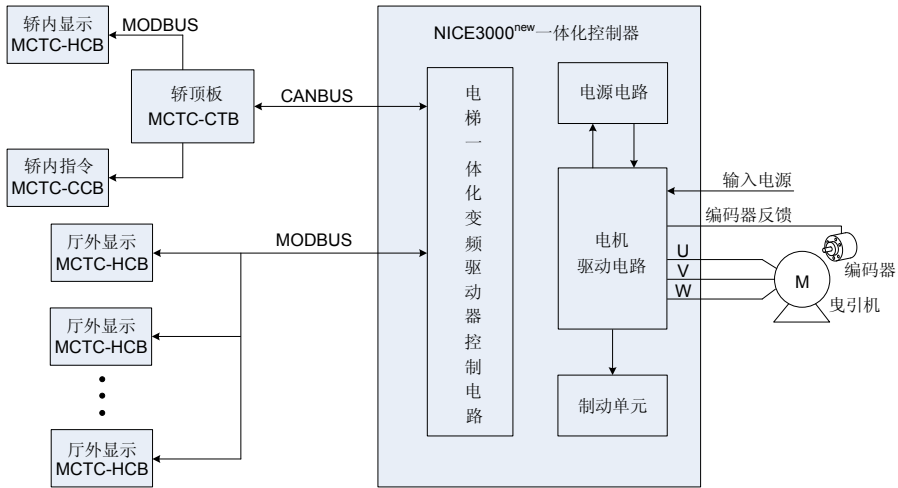 轿内显示
MCTC-HCB
MODBUS
轿顶板
MCTC-CTB
CANBUS
轿内指令
MCTC-CCB
厅外显示
MCTC-HCB
MODBUS
厅外显示
MCTC-HCB
厅外显示
MCTC-HCB
NICE3000new一体化控制器
电梯一体化变频驱动器控制电路
电源电路
电机
驱动电路
制动单元
输入电源
编码器反馈
U
V
W
M
编码器
曳引机